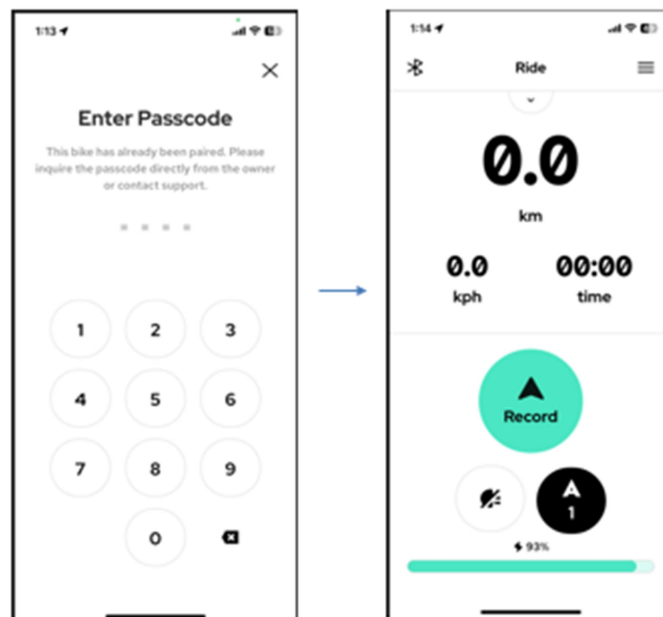 1:13
Enter Passcode
This bike has already been paired. Please
inquire the passcode directly from the owner
or contact support.
1 2 3
4 5 6
7 8 9
0
1:14
Ride
0.0
km
0.0 00:00
kph time
Record
1
93%